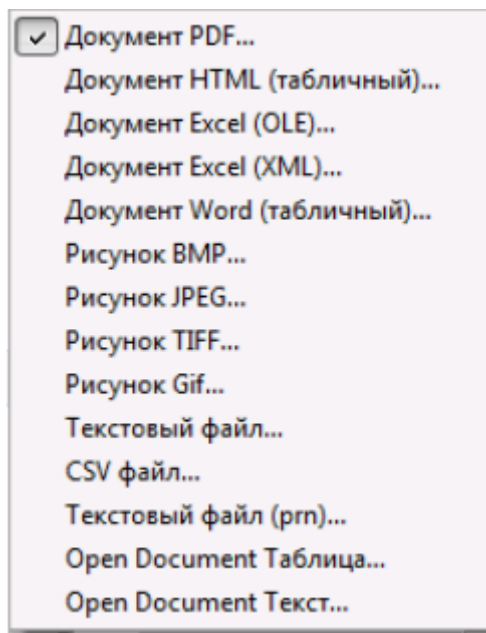 Документ PDF...
Документ HTML (табличный)...
Документ Excel (OLE)...
Документ Excel (XML)...
Документ Word (табличный)...
Рисунок BMP...
Рисунок JPEG...
Рисунок TIFF...
Рисунок Gif...
Текстовый файл...
CSV файл...
Текстовый файл (prn)...
Open Document Таблица...
Open Document Текст...